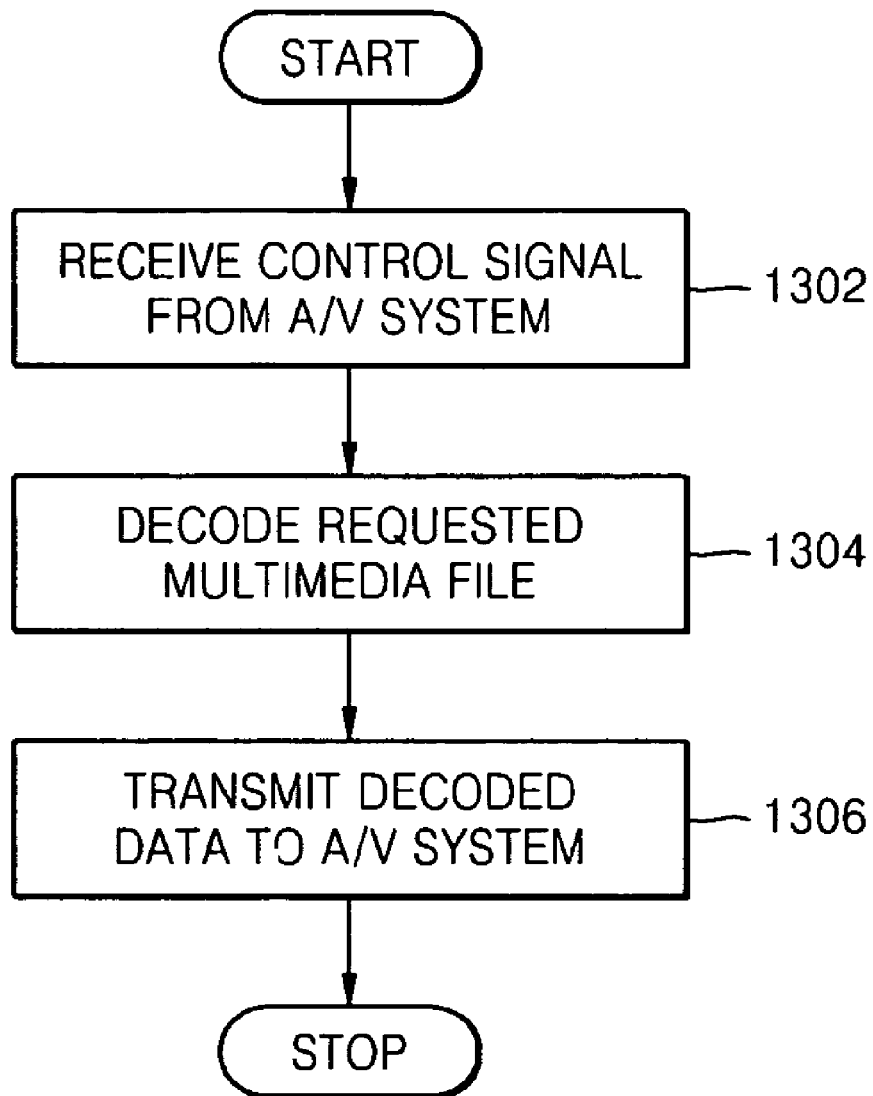 START
RECEIVE CONTROL SIGNAL
FROM A/V SYSTEM
1302
DECODE REQUESTED
MULTIMEDIA FILE
1304
TRANSMIT DECODED
DATA TO A/V SYSTEM
1306
STOP